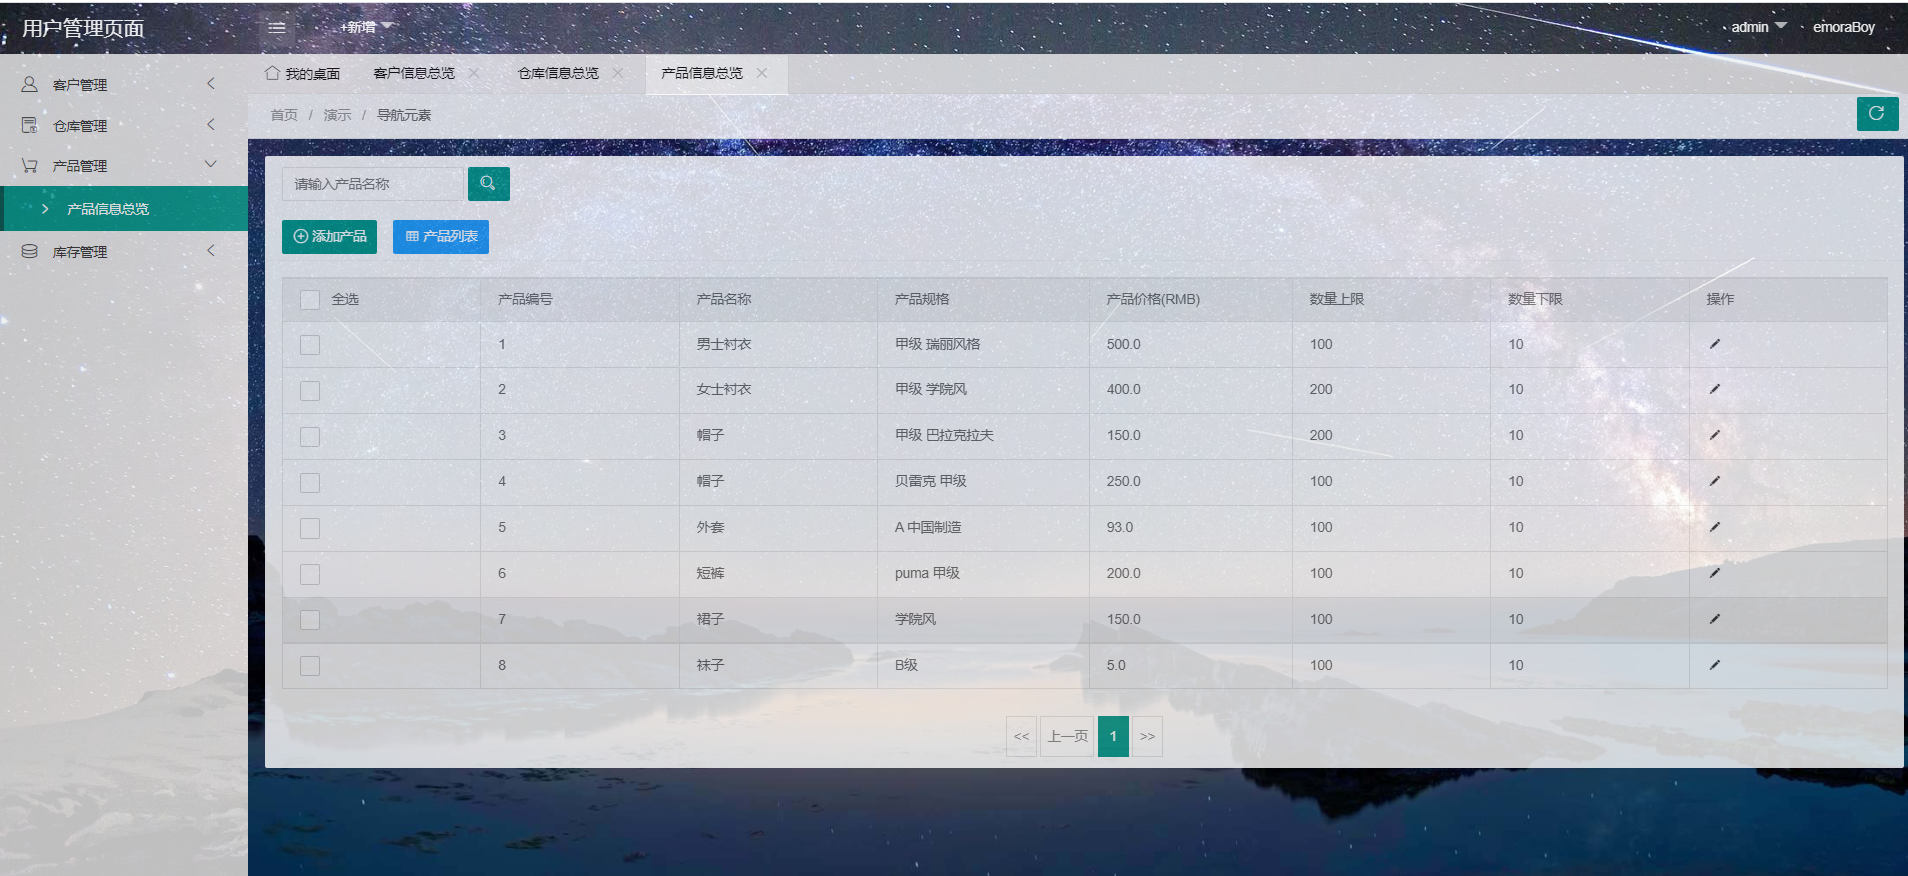 用户管理页面
+新增
admin
emoraBoy
客户管理
仓库管理
产品管理
产品信息总览
库存管理
我的桌面 客户信息总览 仓库信息总览 产品信息总览
首页 / 演示 / 导航元素
请输入产品名称
添加产品 产品列表
全选 产品编号 产品名称 产品规格 产品价格(RMB) 数量上限 数量下限 操作
1 男士衬衣 甲级 瑞丽风格 500.0 100 10
2 女士衬衣 甲级 学院风 400.0 200 10
3 帽子 甲级 巴拉克拉夫 150.0 200 10
4 帽子 贝雷克 甲级 250.0 100 10
5 外套 A 中国制造 93.0 100 10
6 短裤 puma 甲级 200.0 100 10
7 裙子 学院风 150.0 100 10
8 袜子 B级 5.0 100 10
<< 上一页 1 >>